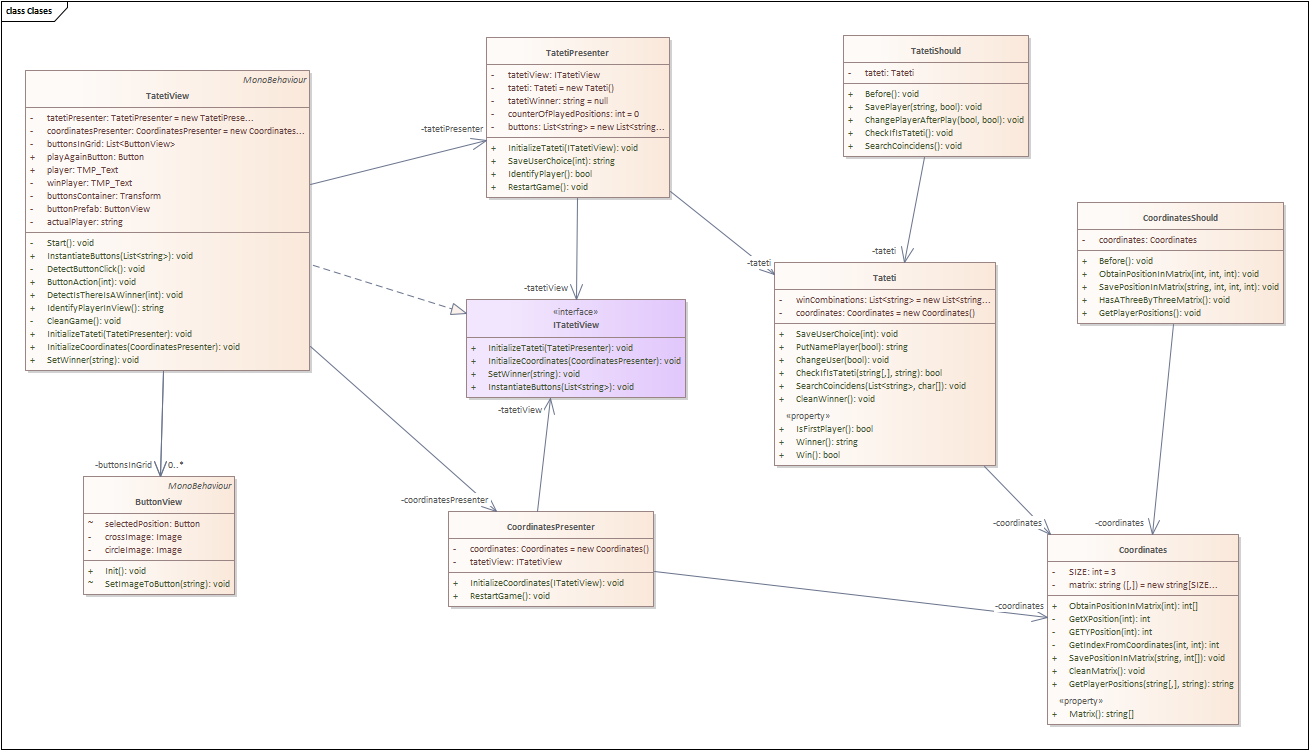 class Clases
MonoBehaviour
TatetiView
- tatetiPresenter: TatetiPresenter = new TatetiPrese...
- coordinatesPresenter: CoordinatesPresenter = new Coordinates...
- buttonsInGrid: List<ButtonView>
+ playAgainButton: Button
+ player: TMP_Text
- winPlayer: TMP_Text
- buttonsContainer: Transform
- buttonPrefab: ButtonView
- actualPlayer: string
- Start(): void
+ InstantiateButtons(List<string>): void
- DetectButtonClick(): void
+ ButtonAction(int): void
- DetectIsThereIsAWinner(int): void
- IdentifyPlayerInView(): string
- CleanGame(): void
+ InitializeTateti(TatetiPresenter): void
+ InitializeCoordinates(CoordinatesPresenter): void
+ SetWinner(string): void
-tatetiPresenter
TatetiPresenter
- tatetiView: ITatetiView
- tateti: Tateti = new Tateti()
- tatetiWinner: string = null
- counterOfPlayedPositions: int = 0
- buttons: List<string> = new List<string...
+ InitializeTateti(ITatetiView): void
+ SaveUserChoice(int): string
+ IdentifyPlayer(): bool
+ RestartGame(): void
TatetiShould
- tateti: Tateti
+ Before(): void
+ SavePlayer(string, bool): void
+ ChangePlayerAfterPlay(bool, bool): void
+ CheckIfIsTateti(): void
+ SearchCoincidens(): void
CoordinatesShould
- coordinates: Coordinates
+ Before(): void
+ ObtainPositionInMatrix(int, int, int): void
+ SavePositionInMatrix(string, int, int, int): void
+ HasAThreeByThreeMatrix(): void
+ GetPlayerPositions(): void
-tateti
-tateti
Tateti
- winCombinations: List<string> = new List<string...
- coordinates: Coordinates = new Coordinates()
+ SaveUserChoice(int): void
+ PutNamePlayer(bool): string
+ ChangeUser(bool): void
+ CheckIfIsTateti(string[,], string): bool
+ SearchCoincidens(List<string>, char[]): void
+ CleanWinner(): void
«property»
+ IsFirstPlayer(): bool
+ Winner(): string
+ Win(): bool
-tatetiView
«interface»
ITatetiView
+ InitializeTateti(TatetiPresenter): void
+ InitializeCoordinates(CoordinatesPresenter): void
+ SetWinner(string): void
+ InstantiateButtons(List<string>): void
-tatetiView
-buttonsInGrid 0..*
MonoBehaviour
ButtonView
~ selectedPosition: Button
- crossImage: Image
- circleImage: Image
+ Init(): void
~ SetImageToButton(string): void
-coordinatesPresenter
CoordinatesPresenter
- coordinates: Coordinates = new Coordinates()
- tatetiView: ITatetiView
+ InitializeCoordinates(ITatetiView): void
+ RestartGame(): void
-coordinates
-coordinates
-coordinates
Coordinates
- SIZE: int = 3
- matrix: string ([,]) = new string[SIZE...
+ ObtainPositionInMatrix(int): int[]
- GetXPosition(int): int
- GETYPosition(int): int
- GetIndexFromCoordinates(int, int): int
+ SavePositionInMatrix(string, int[]): void
+ CleanMatrix(): void
+ GetPlayerPositions(string[,], string): string
«property»
+ Matrix(): string[]